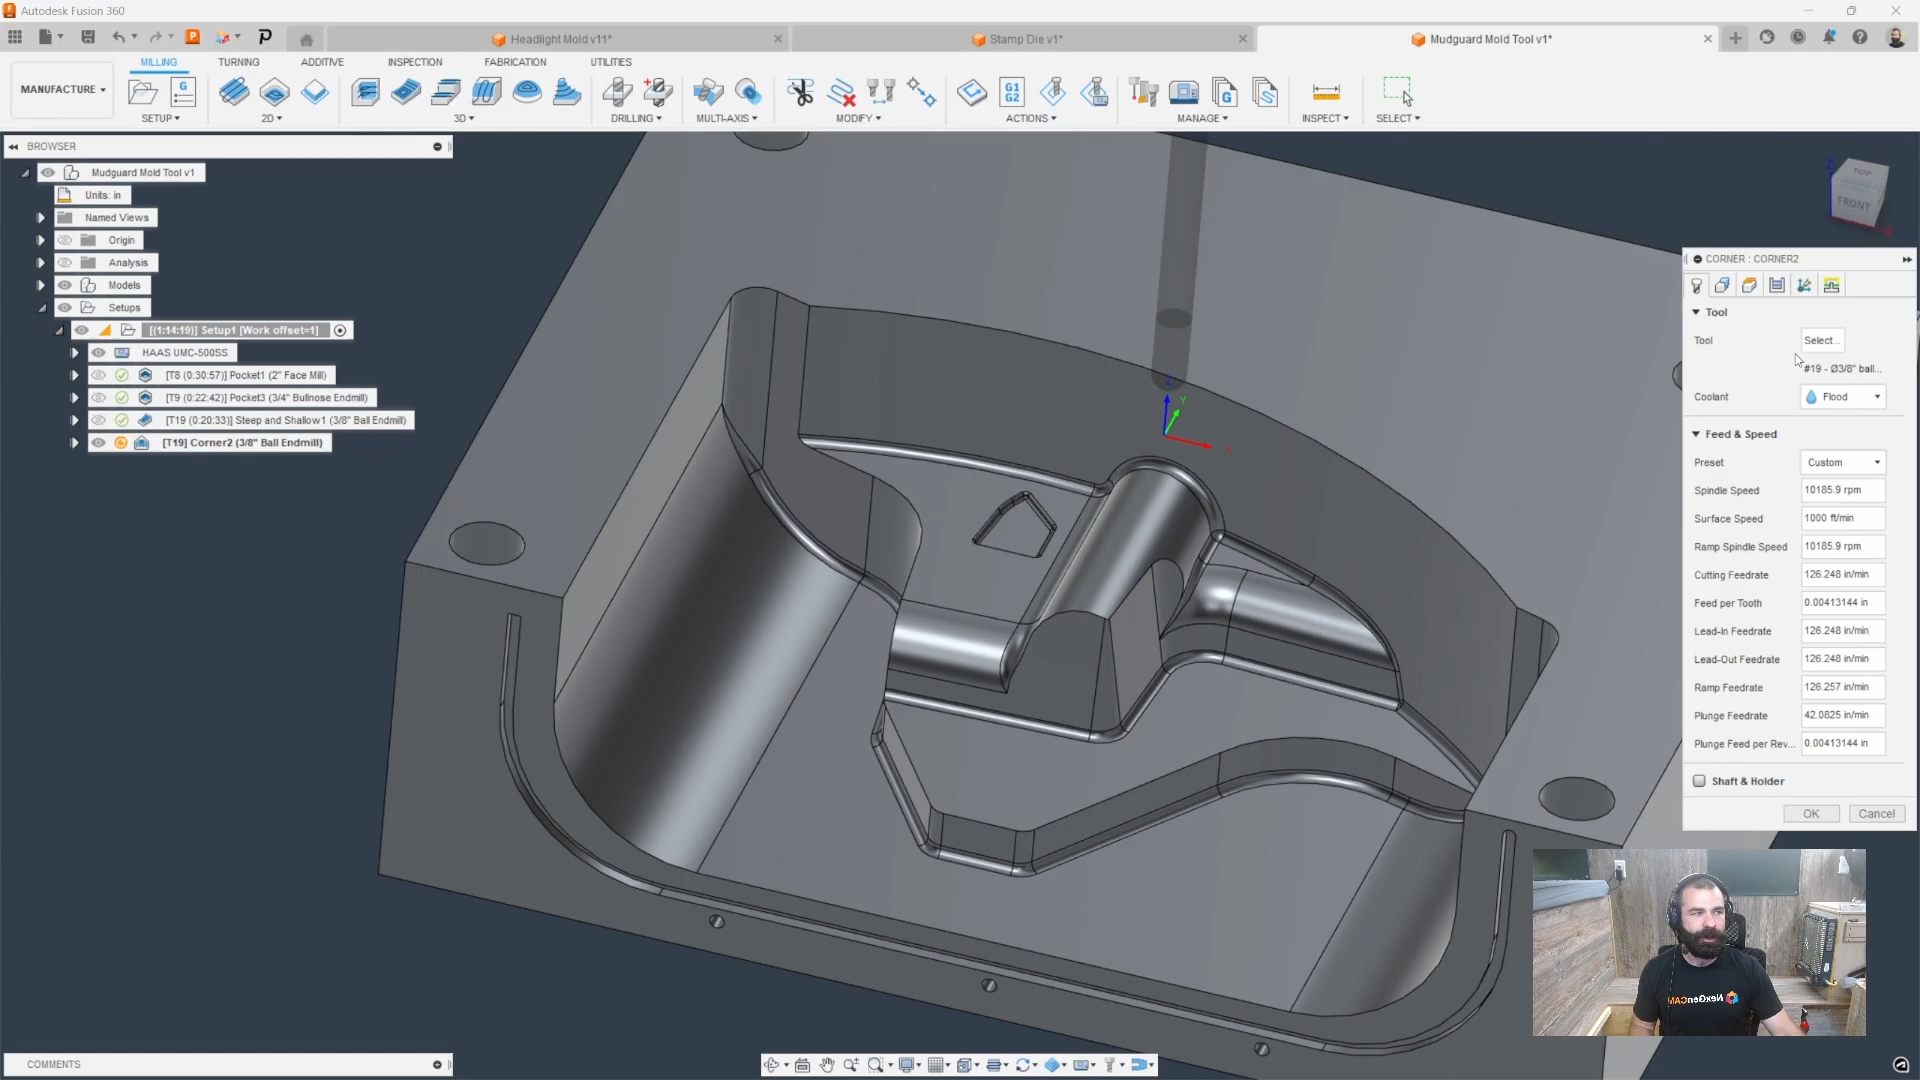 Autodesk Fusion 360
Headlight Mold v11*
Stamp Die v1*
Mudguard Mold Tool v1*
MILLING
TURNING
ADDITIVE
INSPECTION
FABRICATION
UTILITIES
MANUFACTURE
G
G1
G2
G
SETUP
2D
3D
DRILLING
MULTI-AXIS
MODIFY
ACTIONS
MANAGE
INSPECT
SELECT
BROWSER
Mudguard Mold Tool v1
Units: in
Named Views
Origin
Analysis
Models
Setups
[(1:14:19)] Setup1 [Work offset=1]
HAAS UMC-500SS
[T8 (0:30:57)] Pocket1 (2" Face Mill)
[T9 (0:22:42)] Pocket3 (3/4" Bullnose Endmill)
[T19 (0:20:33)] Steep and Shallow1 (3/8" Ball Endmill)
[T19] Corner2 (3/8" Ball Endmill)
Z
Y
X
Z
TOP
FRONT
X
CORNER : CORNER2
Tool
Tool
Select...
#19 - Ø3/8" ball...
Coolant
Flood
Feed & Speed
Preset
Custom
Spindle Speed
10185.9 rpm
Surface Speed
1000 ft/min
Ramp Spindle Speed
10185.9 rpm
Cutting Feedrate
126.248 in/min
Feed per Tooth
0.00413144 in
Lead-In Feedrate
126.248 in/min
Lead-Out Feedrate
126.248 in/min
Ramp Feedrate
126.257 in/min
Plunge Feedrate
42.0825 in/min
Plunge Feed per Rev...
0.00413144 in
Shaft & Holder
OK
Cancel
NexGenCAM
COMMENTS